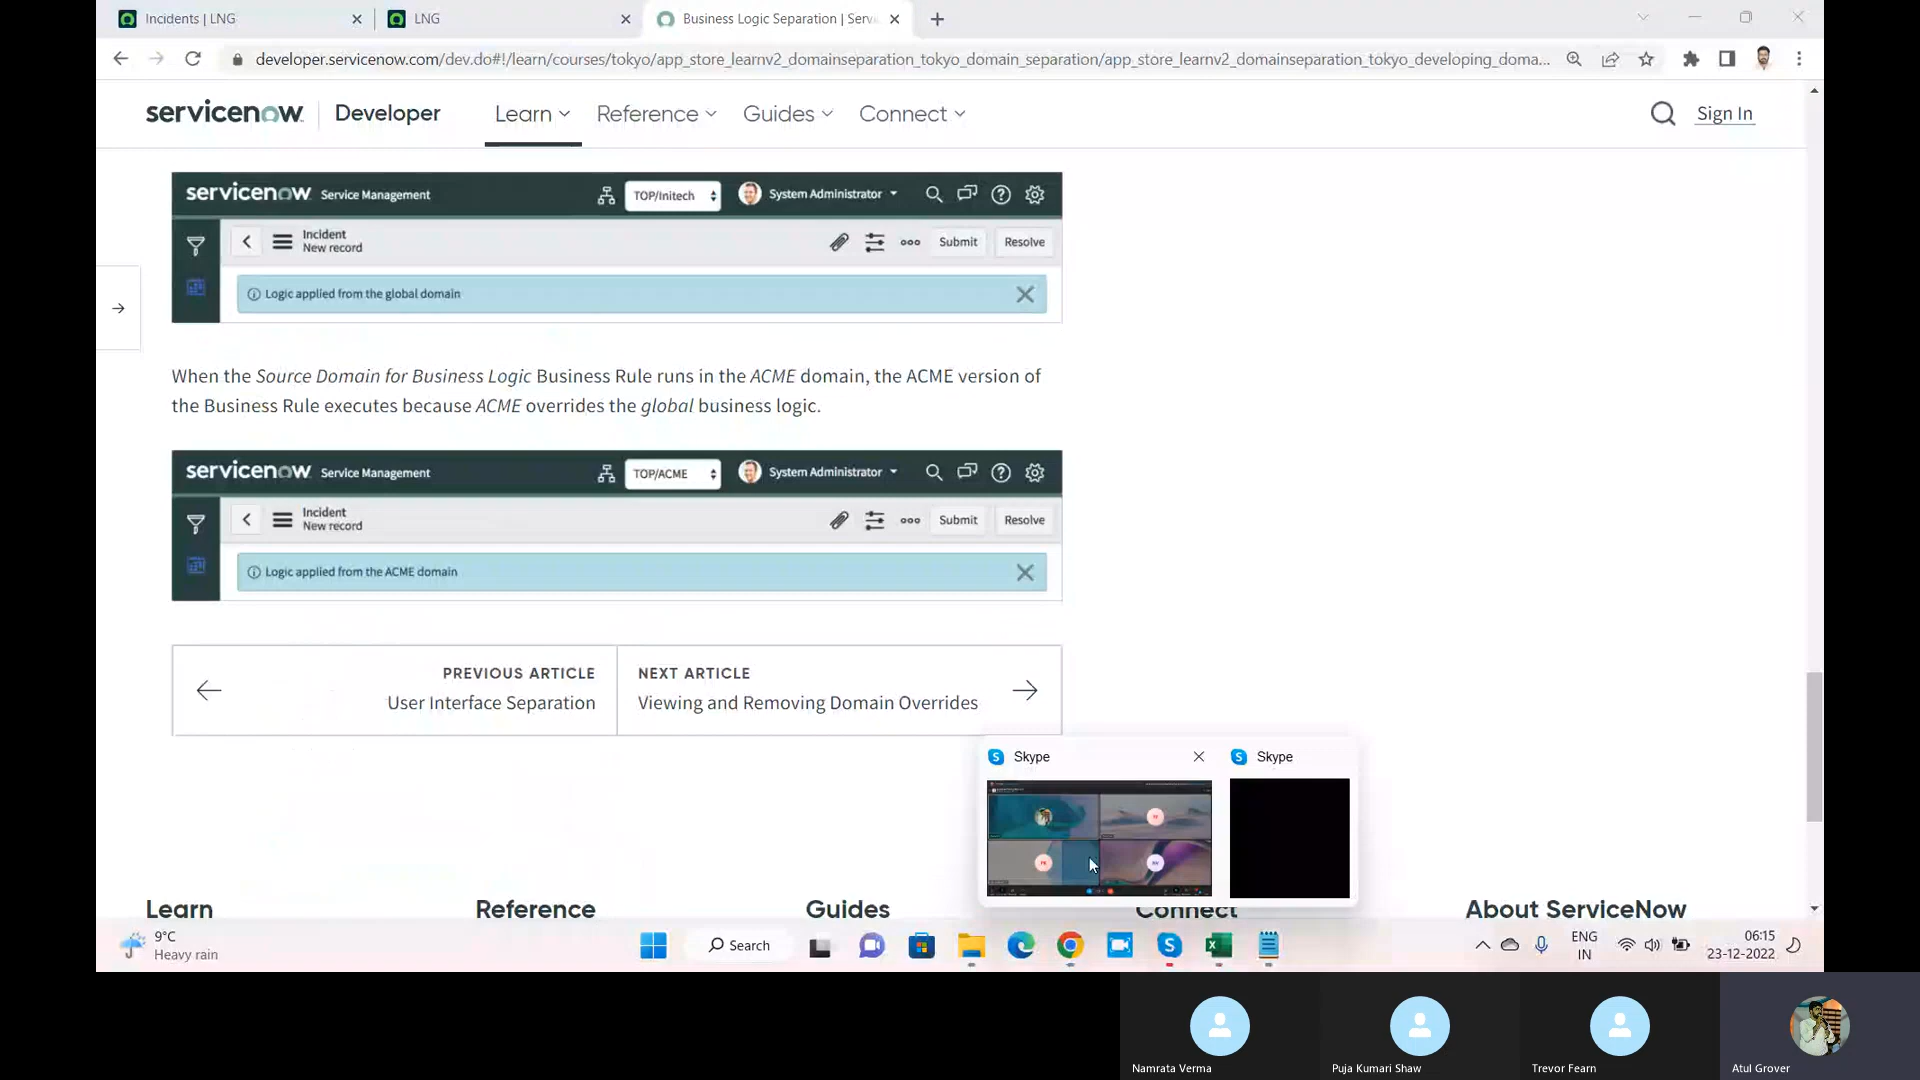 Incidents | LNG
LNG
Business Logic Separation | Serv
developer.servicenow.com/dev.do#!/learn/courses/tokyo/app_store_learnv2_domainseparation_tokyo_domain_separation/app_store_learnv2_domainseparation_tokyo_developing_doma...
servicenow Developer Learn Reference Guides Connect Sign In
servicenow Service Management TOP/Initech System Administrator
Incident
New record
Submit Resolve
Logic applied from the global domain
When the Source Domain for Business Logic Business Rule runs in the ACME domain, the ACME version of
the Business Rule executes because ACME overrides the global business logic.
servicenow Service Management TOP/ACME System Administrator
Incident
New record
Submit Resolve
Logic applied from the ACME domain
PREVIOUS ARTICLE
User Interface Separation
NEXT ARTICLE
Viewing and Removing Domain Overrides
Skype
Skype
Learn Reference Guides Connect About ServiceNow
9°C
Heavy rain
Search
ENG
IN
06:15
23-12-2022
Namrata Verma
Puja Kumari Shaw
Trevor Fearn
Atul Grover